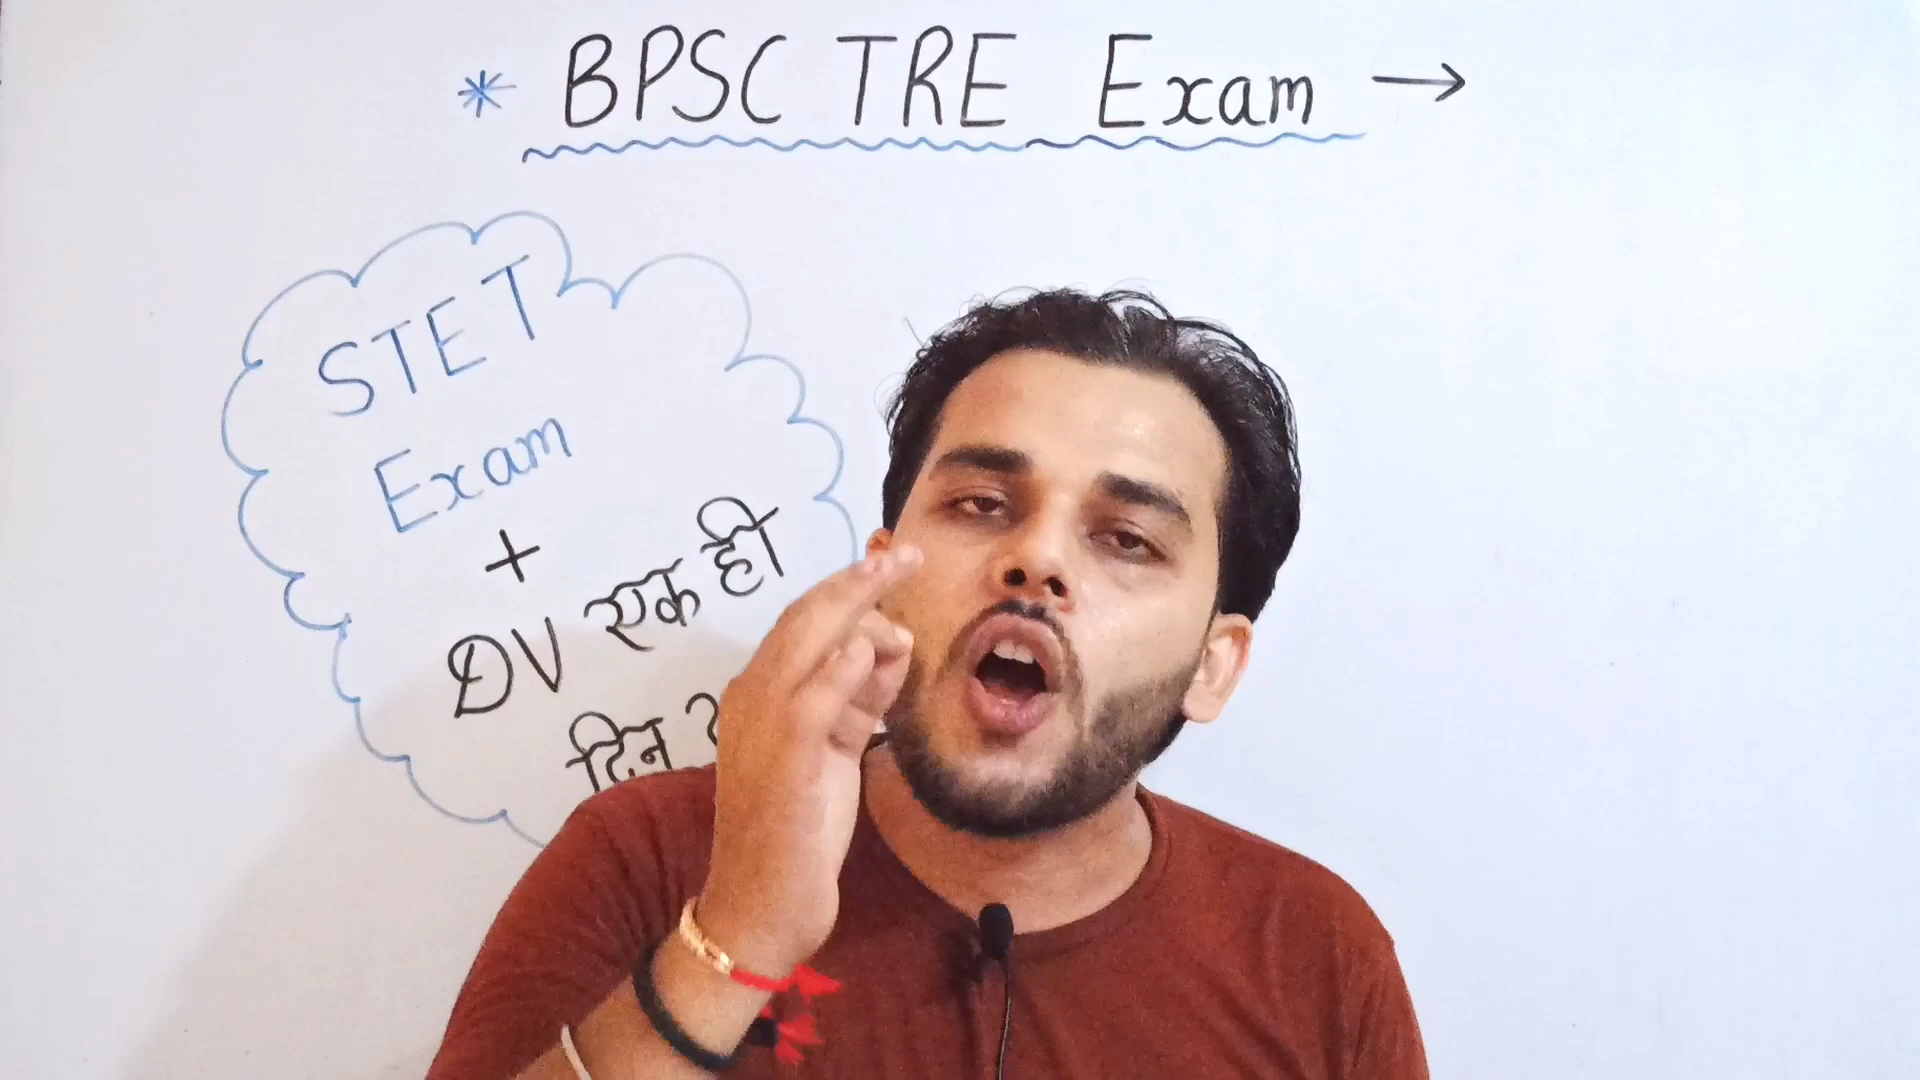 * BPSC TRE Exam →
STET
Exam
+
DV एक ही
दिन